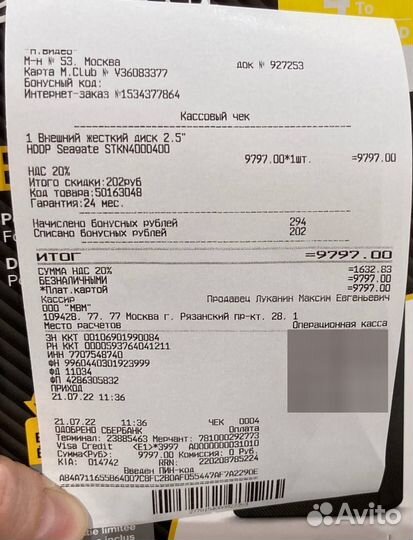 "М.Видео"
М-н № 53. Москва док № 927253
Карта M.Club № V36083377
Бонусный код:
Интернет-заказ №1534377864
Кассовый чек
1 Внешний жесткий диск 2.5"
HDDP Seagate STKN4000400
9797.00*1шт. =9797.00
НДС 20%
Итого скидки:202руб
Код товара:50163048
Гарантия:24 мес.
Начислено бонусных рублей 294
Списано бонусных рублей 202
ИТОГ =9797.00
СУММА НДС 20% =1632.83
БЕЗНАЛИЧНЫМИ =9797.00
*Плат.картой =9797.00
Кассир Продавец Луканин Максим Евгеньевич
ООО "МВМ"
109428. 77. 77 Москва г. Рязанский пр-кт. 28. 1
Место расчетов Операционная касса
ЗН ККТ 00106901990084
РН ККТ 0000593764041211
ИНН 7707548740
ФН 9960440301923999
ФД 11034
ФП 4286305832
ПРИХОД
21.07.22 11:36
21.07.22 11:36 ЧЕК 0004
ОДОБРЕНО СБЕРБАНК Оплата
Терминал: 23885463 Мерчант: 781000292773
Visa Credit <E1>*3997 A0000000031010
Сумма(Руб): 9797.00 Комиссия: 0 Руб.
КIA: 014742 RRN: 220208785224
Введен ПИН-код
AB4A711655B64007C8FC2B0AF055447AF7A2290E
Avito